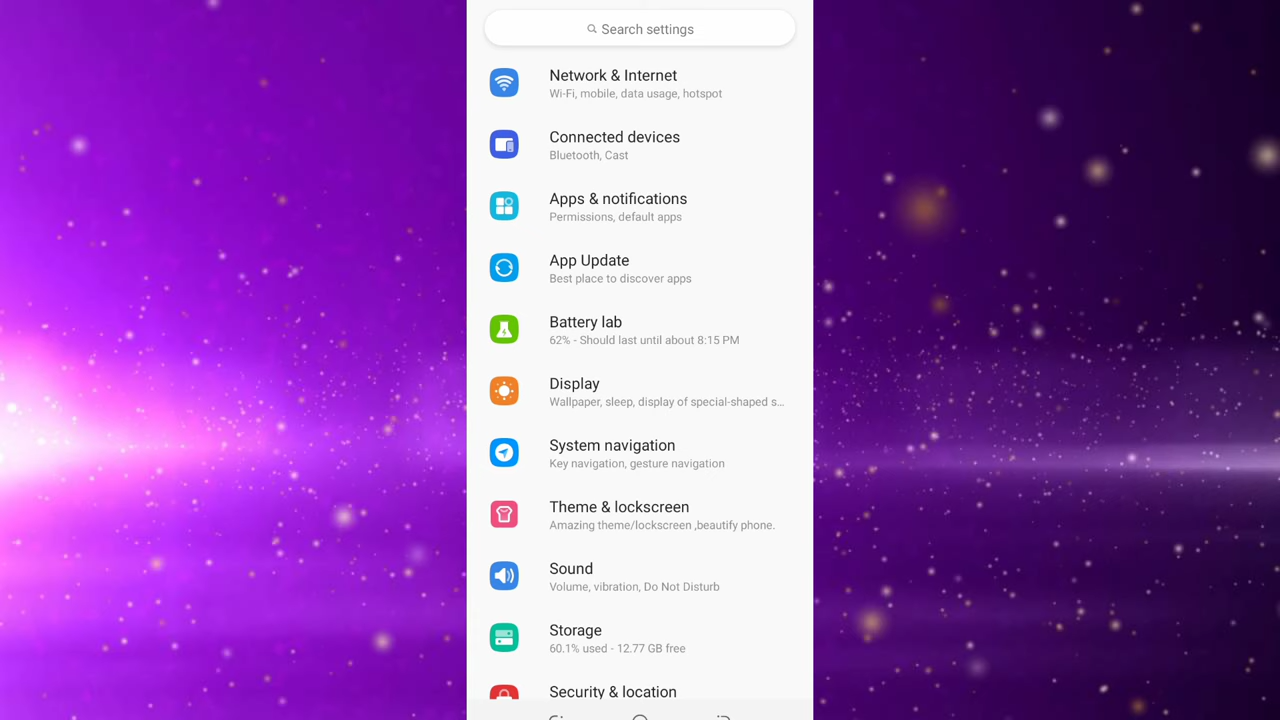 Search settings
Network & Internet
Wi-Fi, mobile, data usage, hotspot
Connected devices
Bluetooth, Cast
Apps & notifications
Permissions, default apps
App Update
Best place to discover apps
Battery lab
62% - Should last until about 8:15 PM
Display
Wallpaper, sleep, display of special-shaped s…
System navigation
Key navigation, gesture navigation
Theme & lockscreen
Amazing theme/lockscreen ,beautify phone.
Sound
Volume, vibration, Do Not Disturb
Storage
60.1% used - 12.77 GB free
Security & location